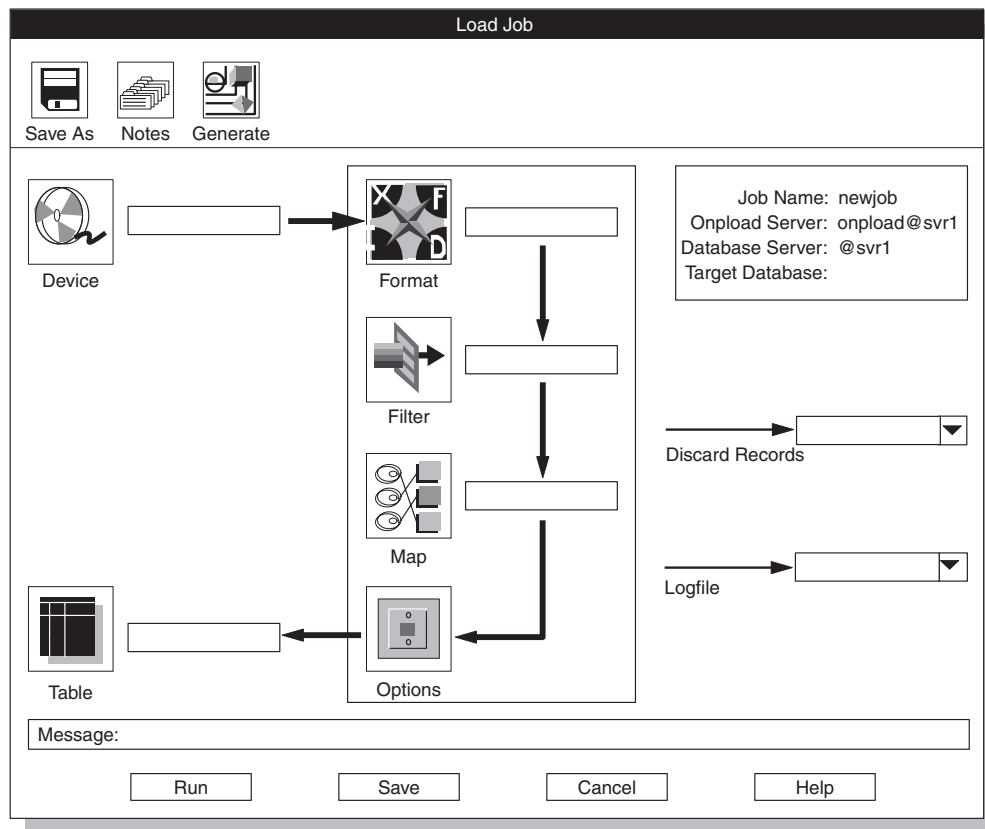 Load Job
Save As
Notes
Generate
Device
X F
E D
Format
Filter
Map
Options
Table
Job Name: newjob
Onpload Server: onpload@svr1
Database Server: @svr1
Target Database:
Discard Records
Logfile
Message:
Run
Save
Cancel
Help